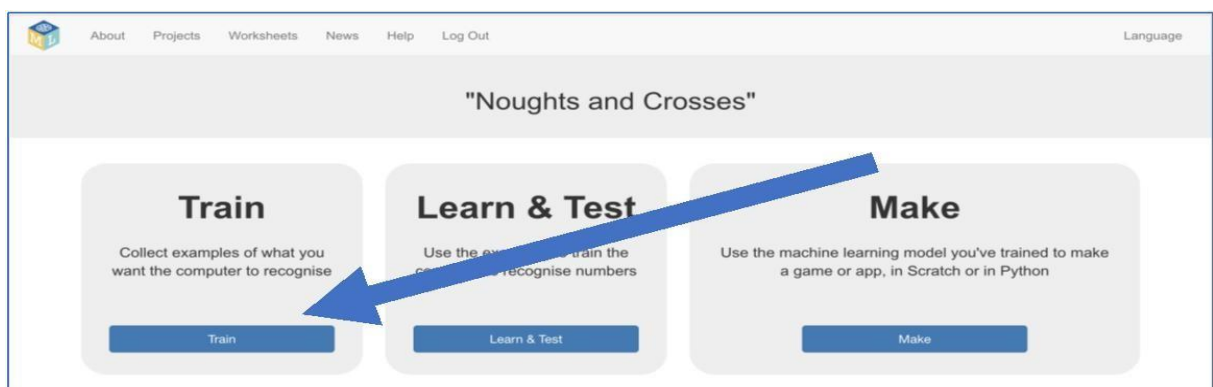 About Projects Worksheets News Help Log Out Language
"Noughts and Crosses"
Train
Collect examples of what you
want the computer to recognise
Train
Learn & Test
Use the train the
recognise numbers
Learn & Test
Make
Use the machine learning model you've trained to make
a game or app, in Scratch or in Python
Make